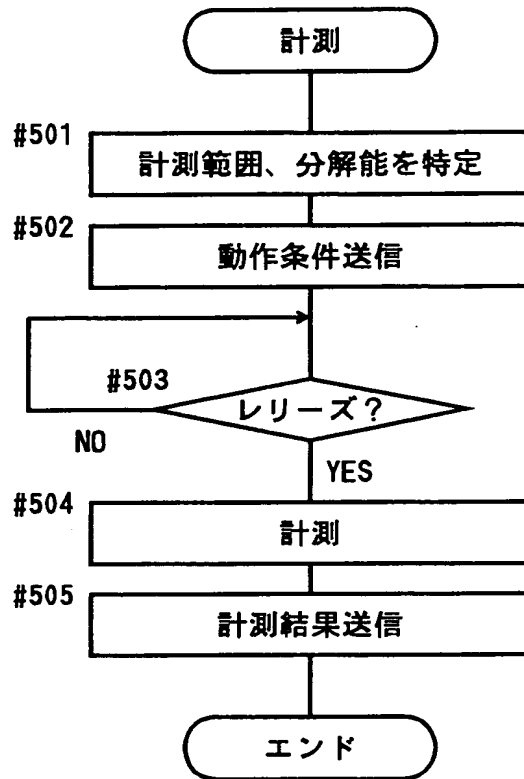 計測
#501
計測範囲、分解能を特定
#502
動作条件送信
#503
レリーズ？
NO
YES
#504
計測
#505
計測結果送信
エンド